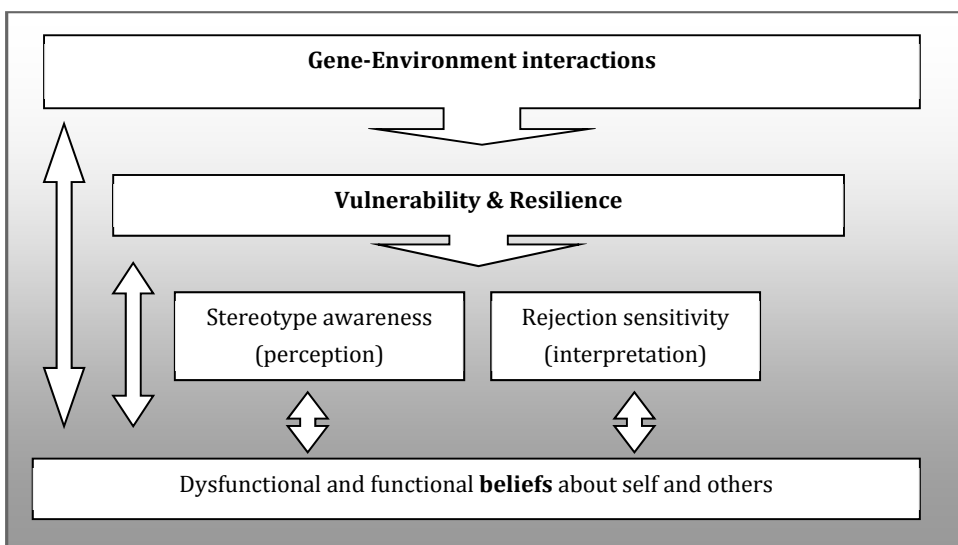 Gene-Environment interactions
Vulnerability & Resilience
Stereotype awareness
(perception)
Rejection sensitivity
(interpretation)
Dysfunctional and functional beliefs about self and others